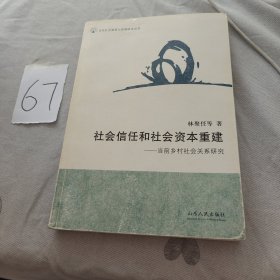 67
林聚任等 著
社会信任和社会资本重建
——当前乡村社会关系研究
山东人民出版社